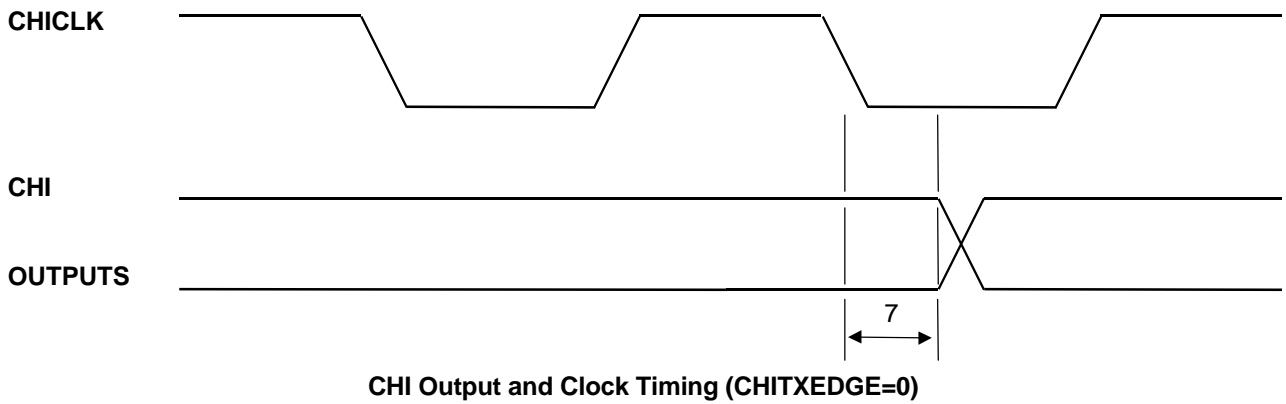 CHICLK
CHI
OUTPUTS
7
CHI Output and Clock Timing (CHITXEDGE=0)